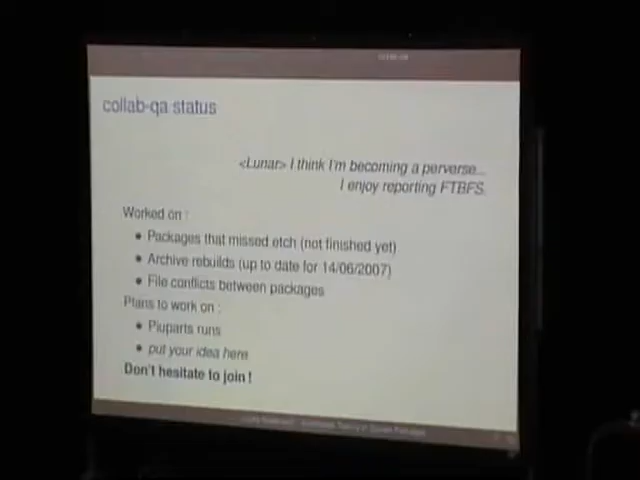 collab-qa status
<Lunar> I think I'm becoming a perverse...
I enjoy reporting FTBFS.
Worked on :
• Packages that missed etch (not finished yet)
• Archive rebuilds (up to date for 14/06/2007)
• File conflicts between packages
Plans to work on :
• Piuparts runs
• put your idea here
Don't hesitate to join !